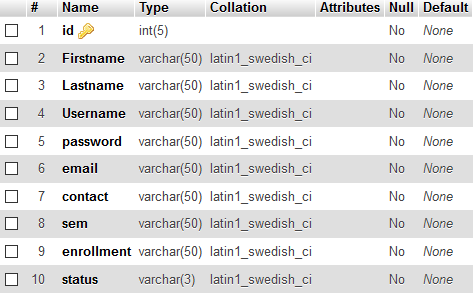 # Name Type Collation Attributes Null Default
1 id int(5) No None
2 Firstname varchar(50) latin1_swedish_ci No None
3 Lastname varchar(50) latin1_swedish_ci No None
4 Username varchar(50) latin1_swedish_ci No None
5 password varchar(50) latin1_swedish_ci No None
6 email varchar(50) latin1_swedish_ci No None
7 contact varchar(50) latin1_swedish_ci No None
8 sem varchar(50) latin1_swedish_ci No None
9 enrollment varchar(50) latin1_swedish_ci No None
10 status varchar(3) latin1_swedish_ci No None